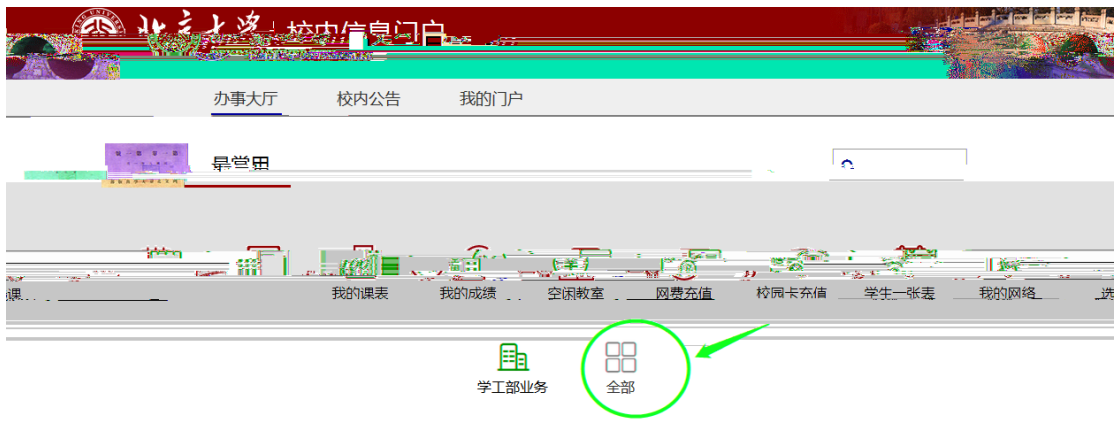 北京大学 校内信息门户
办事大厅 校内公告 我的门户
最常用
课 我的课表 我的成绩 空闲教室 网费充值 校园卡充值 学生一张表 我的网络 选
学工部业务 全部